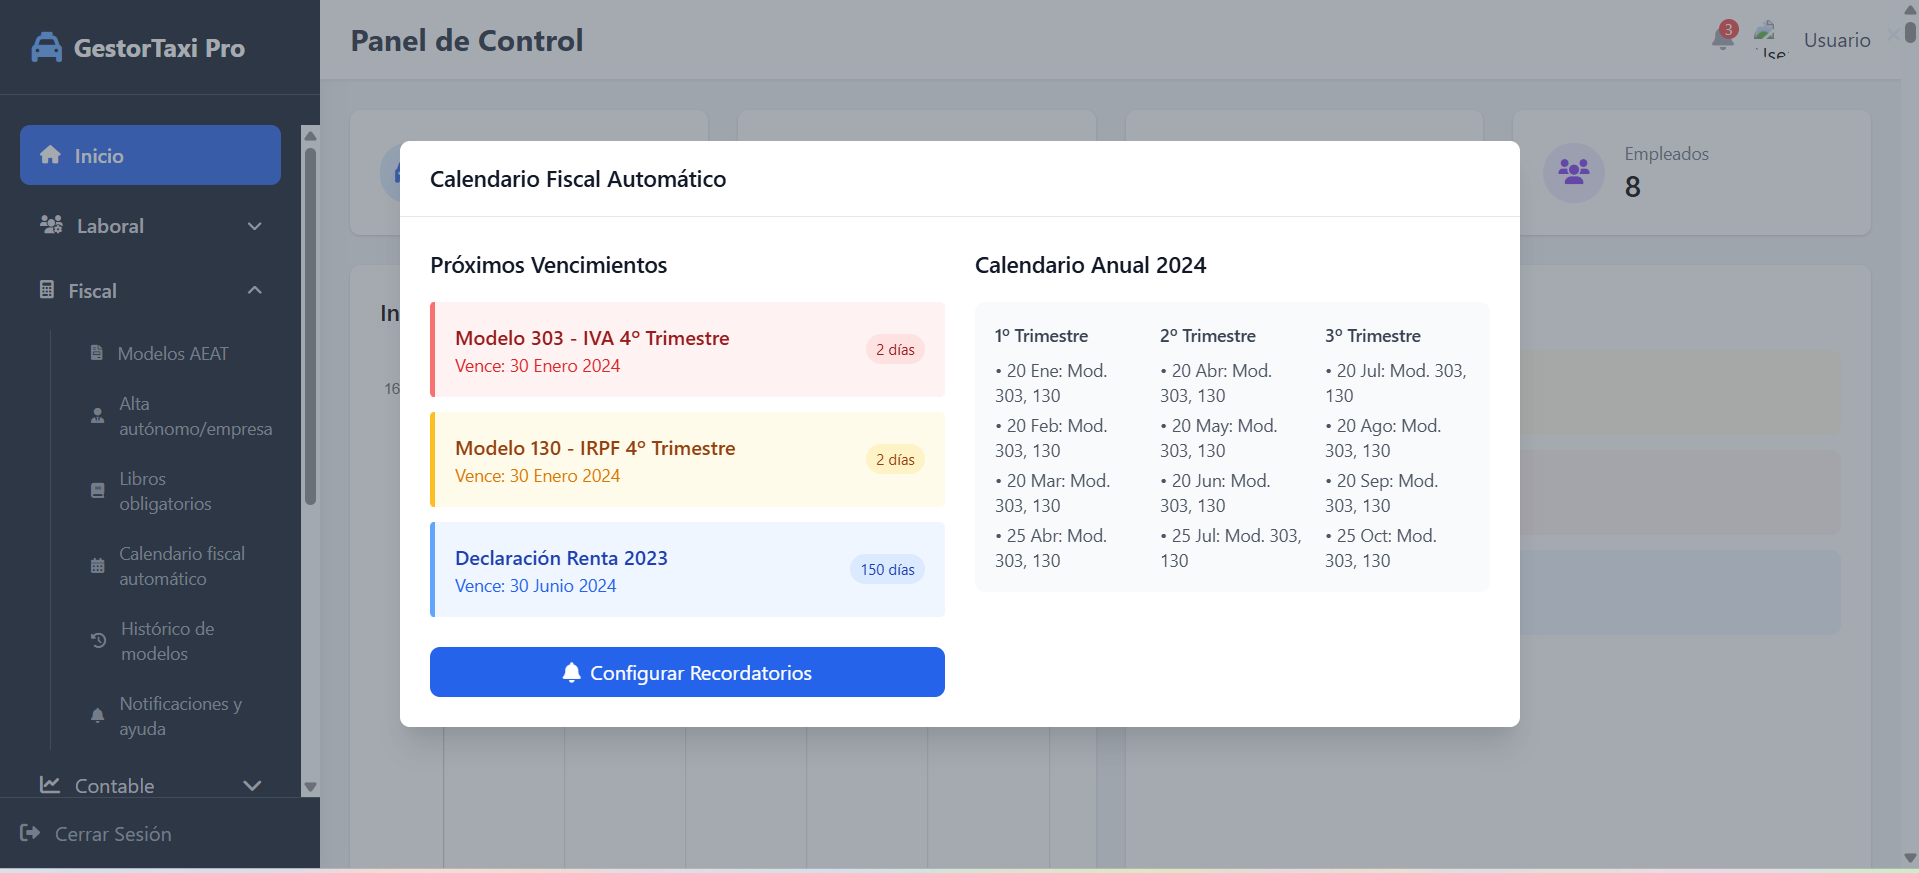 GestorTaxi Pro
Inicio
Laboral
Fiscal
Modelos AEAT
Alta
autónomo/empresa
Libros
obligatorios
Calendario fiscal
automático
Histórico de
modelos
Notificaciones y
ayuda
Contable
Cerrar Sesión
Panel de Control
3
Use
Usuario
Empleados
8
In
16
Calendario Fiscal Automático
Próximos Vencimientos
Modelo 303 - IVA 4º Trimestre
Vence: 30 Enero 2024
2 días
Modelo 130 - IRPF 4º Trimestre
Vence: 30 Enero 2024
2 días
Declaración Renta 2023
Vence: 30 Junio 2024
150 días
Configurar Recordatorios
Calendario Anual 2024
1º Trimestre
• 20 Ene: Mod.
303, 130
• 20 Feb: Mod.
303, 130
• 20 Mar: Mod.
303, 130
• 25 Abr: Mod.
303, 130
2º Trimestre
• 20 Abr: Mod.
303, 130
• 20 May: Mod.
303, 130
• 20 Jun: Mod.
303, 130
• 25 Jul: Mod. 303,
130
3º Trimestre
• 20 Jul: Mod. 303,
130
• 20 Ago: Mod.
303, 130
• 20 Sep: Mod.
303, 130
• 25 Oct: Mod.
303, 130